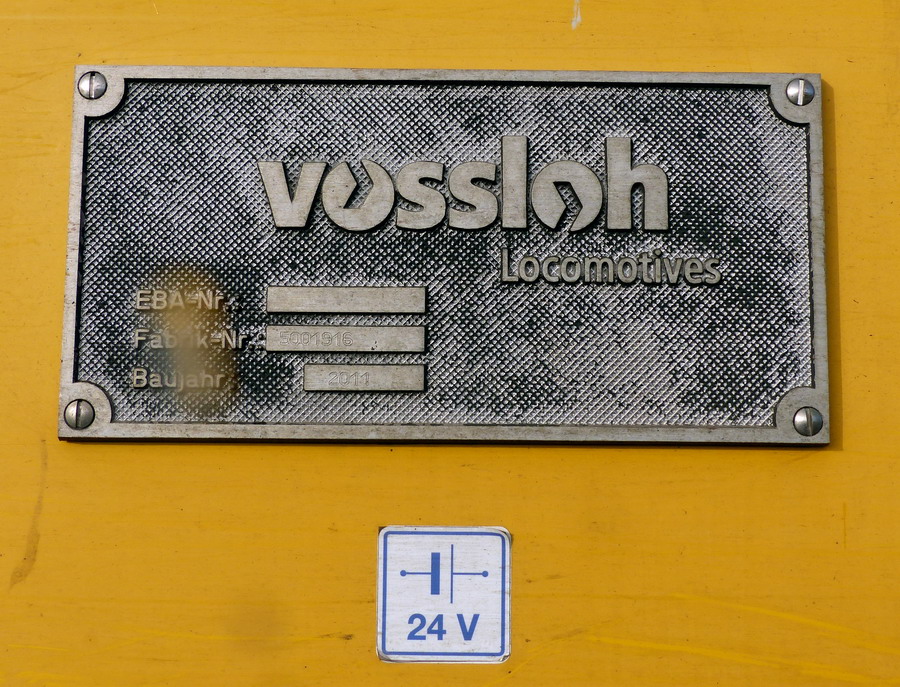 vossloh
Locomotives
EBA-Nr.
Fabrik-Nr. 5001916
Baujahr 2011
24 V